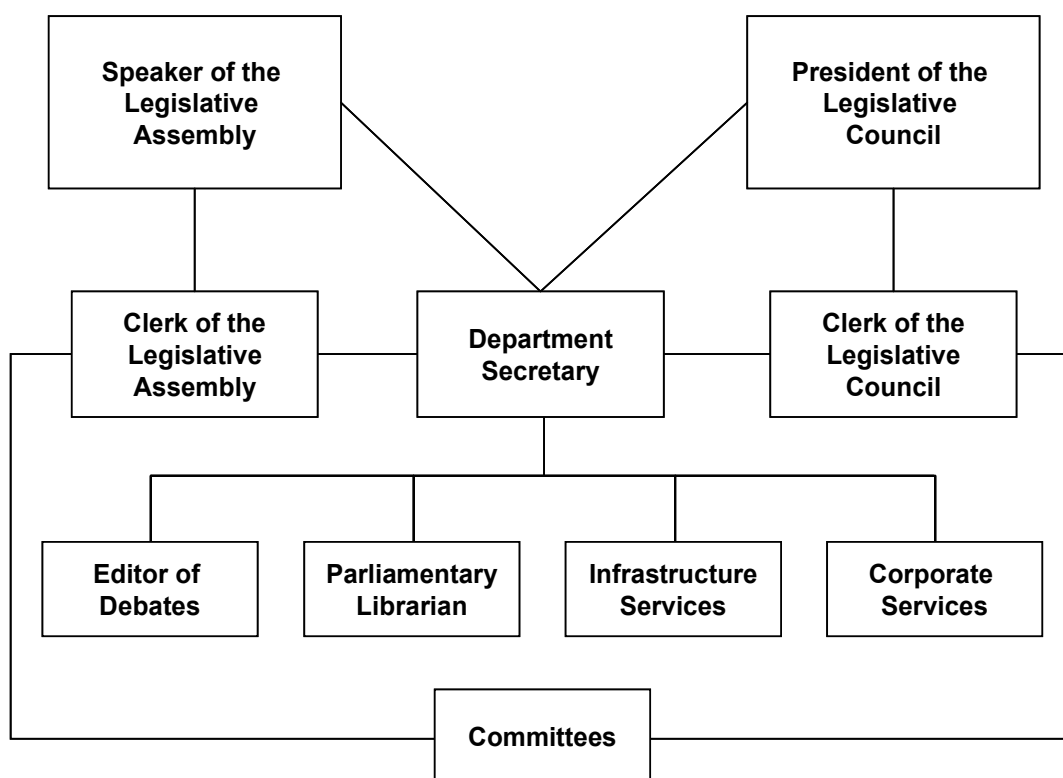 Speaker of the
Legislative
Assembly
President of the
Legislative
Council
Clerk of the
Legislative
Assembly
Department
Secretary
Clerk of the
Legislative
Council
Editor of
Debates
Parliamentary
Librarian
Infrastructure
Services
Corporate
Services
Committees